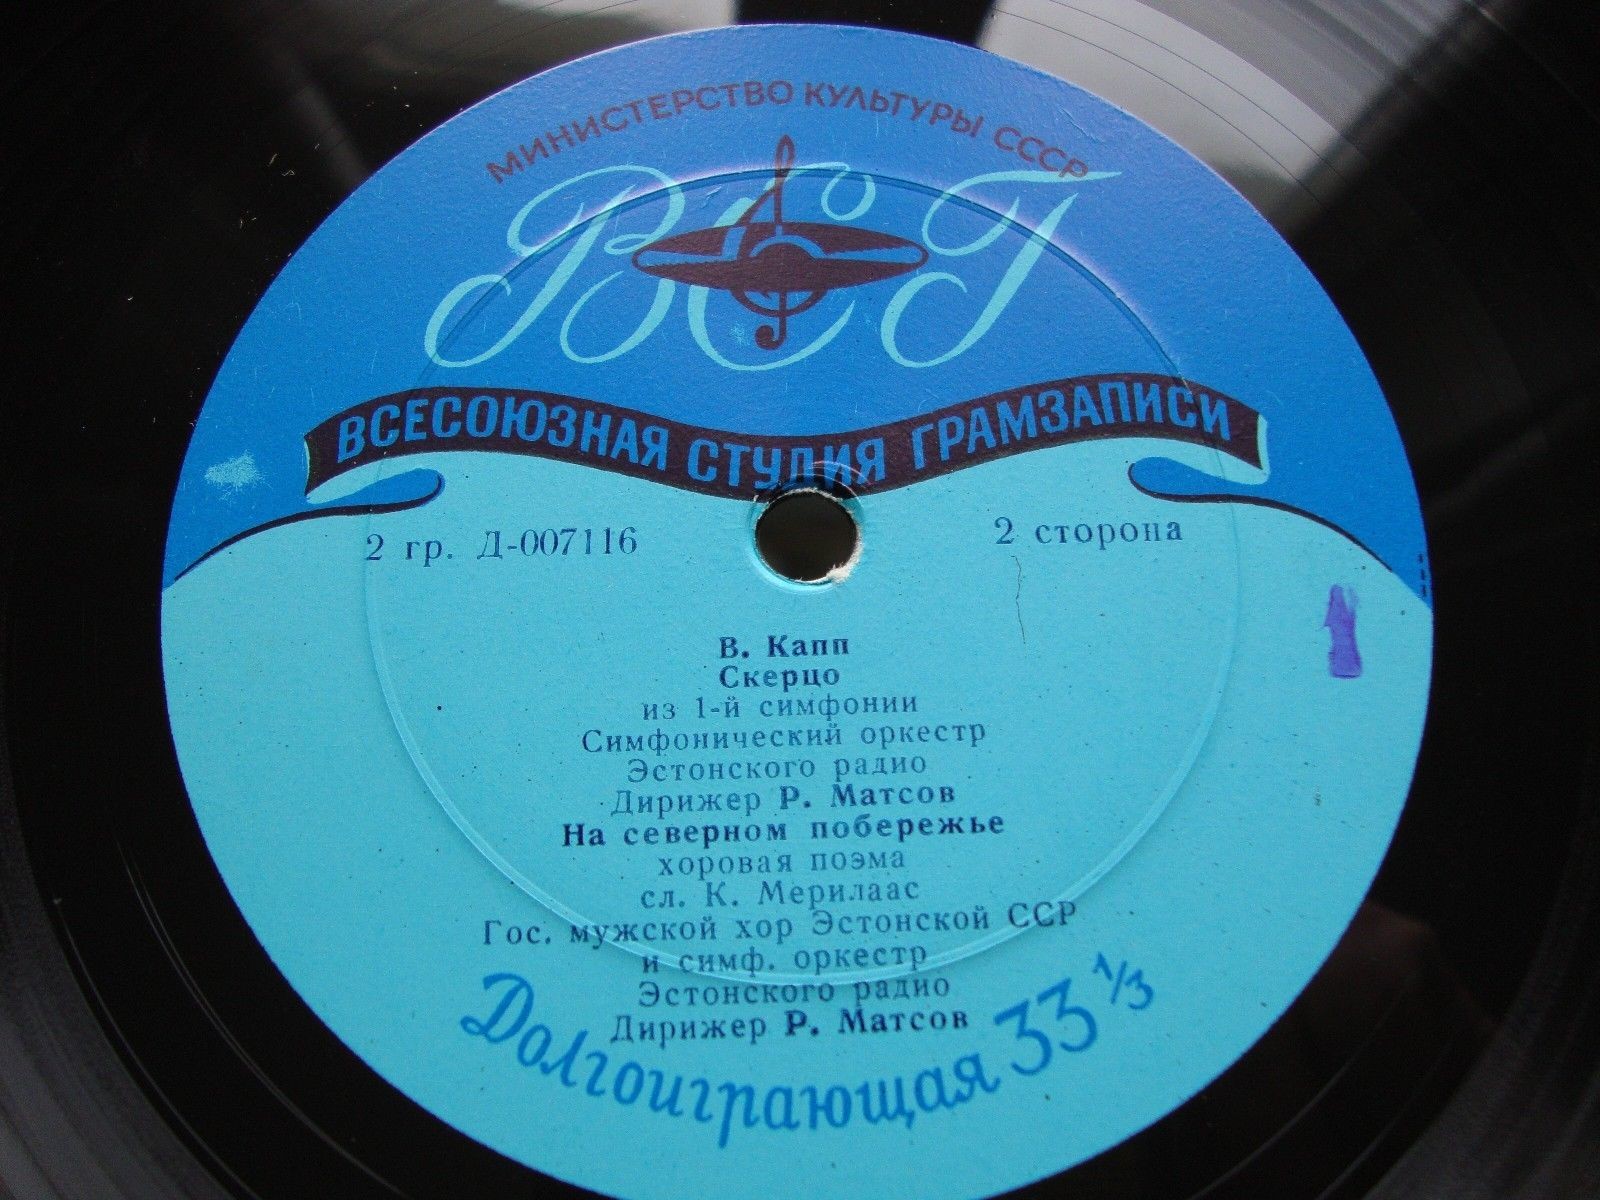 МИНИСТЕРСТВО КУЛЬТУРЫ СССР
ВСГ
ВСЕСОЮЗНАЯ СТУДИЯ ГРАМЗАПИСИ
2 гр. Д-007116
2 сторона
1
В. Капп
Скерцо
из 1-й симфонии
Симфонический оркестр
Эстонского радио
Дирижер Р. Матсов
На северном побережье
хоровая поэма
сл. К. Мерилаас
Гос. мужской хор Эстонской ССР
и симф. оркестр
Эстонского радио
Дирижер Р. Матсов
Долгоиграющая 33 1/3